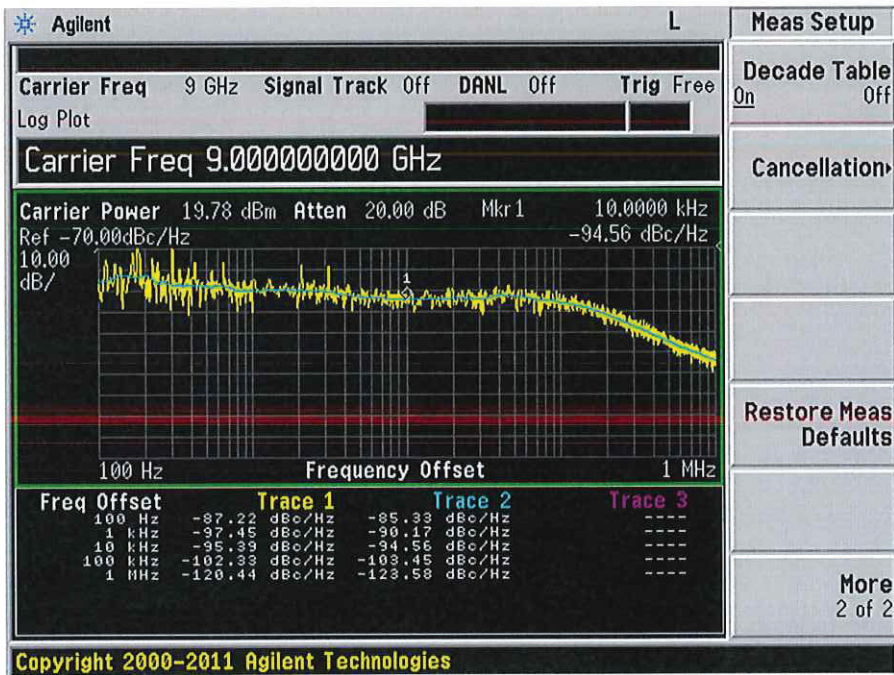 Agilent L Meas Setup
Carrier Freq 9 GHz Signal Track Off DANL Off Trig Free
Log Plot
Carrier Freq 9.000000000 GHz
Carrier Power 19.78 dBm Atten 20.00 dB Mkr1 10.0000 kHz
Ref -70.00dBc/Hz -94.56 dBc/Hz
10.00
dB/
1
100 Hz Frequency Offset 1 MHz
Freq Offset Trace 1 Trace 2 Trace 3
100 Hz -87.22 dBc/Hz -85.33 dBc/Hz ----
1 kHz -97.45 dBc/Hz -90.17 dBc/Hz ----
10 kHz -95.39 dBc/Hz -94.56 dBc/Hz ----
100 kHz -102.33 dBc/Hz -103.45 dBc/Hz ----
1 MHz -120.44 dBc/Hz -123.58 dBc/Hz ----
Copyright 2000-2011 Agilent Technologies
Decade Table
On Off
Cancellation
Restore Meas
Defaults
More
2 of 2